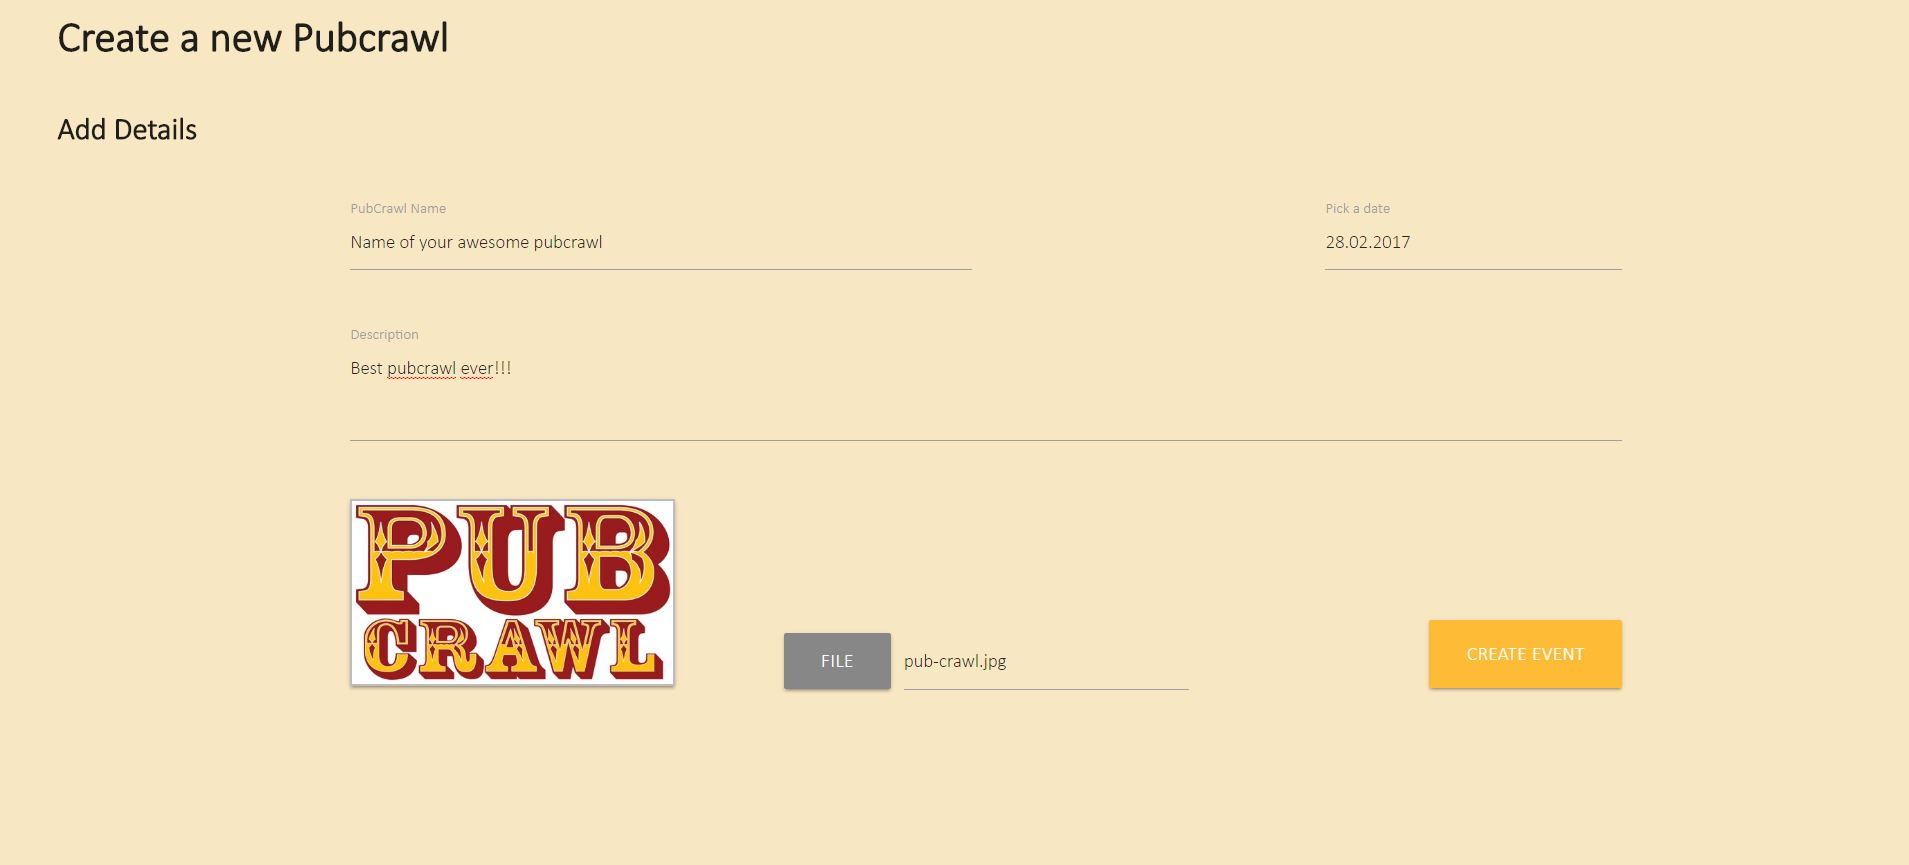 Create a new Pubcrawl
Add Details
PubCrawl Name
Name of your awesome pubcrawl
Pick a date
28.02.2017
Description
Best pubcrawl ever!!!
PUB
CRAWL
FILE
pub-crawl.jpg
CREATE EVENT